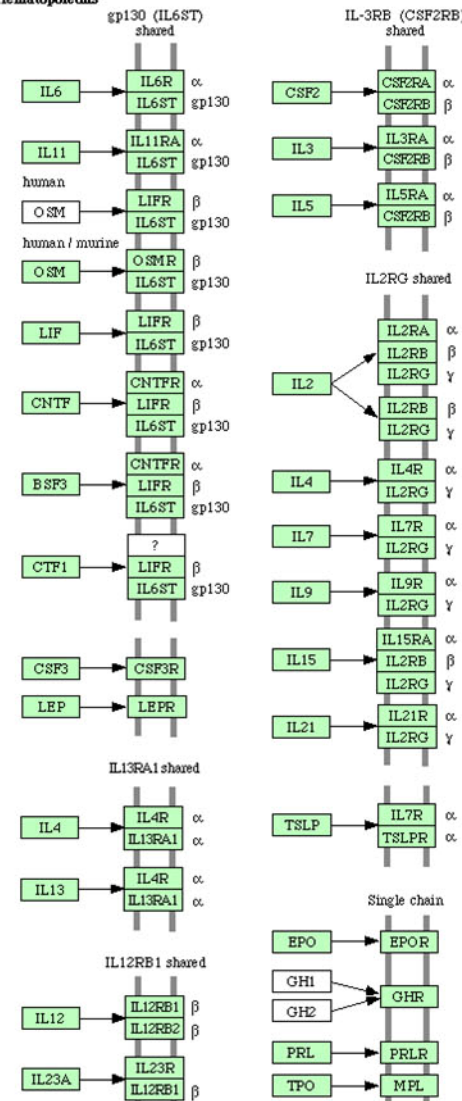 gp130 (IL6ST)
shared
IL6
IL6R α
IL6ST gp130
IL11
IL11RA α
IL6ST gp130
human
OSM
LIFR β
IL6ST gp130
human / murine
OSM
OSMR β
IL6ST gp130
LIF
LIFR β
IL6ST gp130
CNTF
CNTFR α
LIFR β
IL6ST gp130
BSF3
CNTFR α
LIFR β
IL6ST gp130
CTF1
?
LIFR β
IL6ST gp130
CSF3
CSF3R
LEP
LEPR
IL13RA1 shared
IL4
IL4R α
IL13RA1 α
IL13
IL4R α
IL13RA1 α
IL12RB1 shared
IL12
IL12RB1 β
IL12RB2 β
IL23A
IL23R
IL12RB1 β
IL-3RB (CSF2RB)
shared
CSF2
CSF2RA α
CSF2RB β
IL3
IL3RA α
CSF2RB β
IL5
IL5RA α
CSF2RB β
IL2RG shared
IL2
IL2RA α
IL2RB β
IL2RG γ
IL2RB β
IL2RG γ
IL4
IL4R α
IL2RG γ
IL7
IL7R α
IL2RG γ
IL9
IL9R α
IL2RG γ
IL15
IL15RA α
IL2RB β
IL2RG γ
IL21
IL21R α
IL2RG γ
TSLP
IL7R α
TSLPR α
Single chain
EPO
EPOR
GH1
GH2
GHR
PRL
PRLR
TPO
MPL